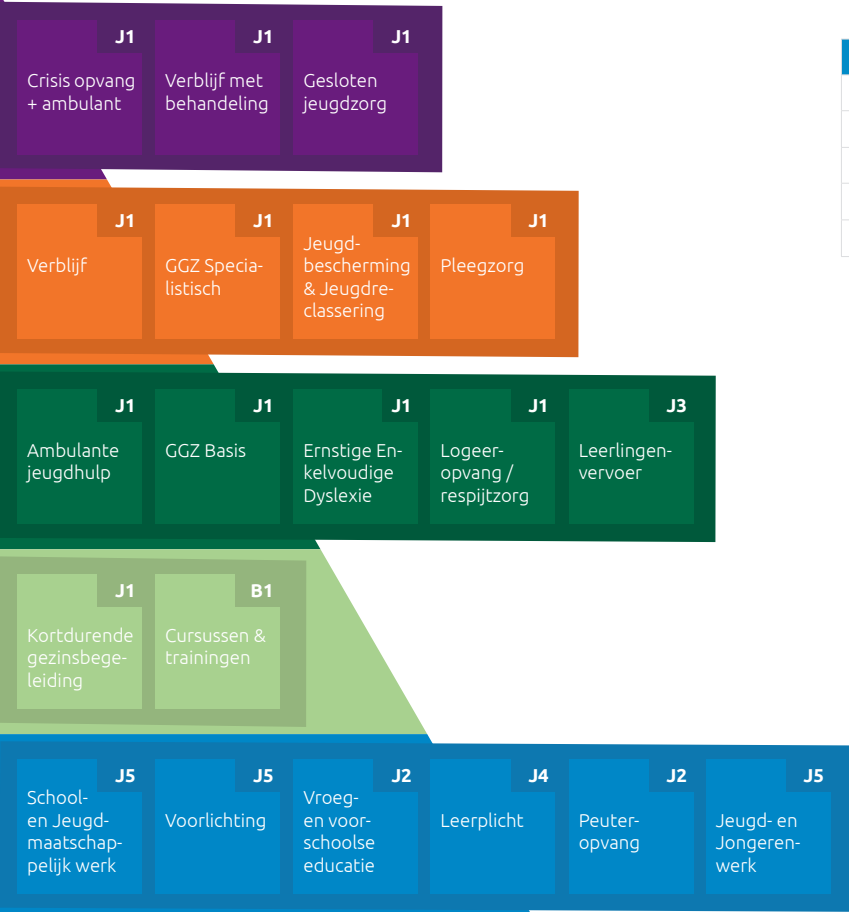 J1
Crisis opvang
+ ambulant
J1
Verblijf met
behandeling
J1
Gesloten
jeugdzorg
J1
Verblijf
J1
GGZ Specia-
listisch
J1
Jeugd-
bescherming
& Jeugdre-
classering
J1
Pleegzorg
J1
Ambulante
jeugdhulp
J1
GGZ Basis
J1
Ernstige En-
kelvoudige
Dyslexie
J1
Logeer-
opvang /
respijtzorg
J3
Leerlingen-
vervoer
J1
Kortdurende
gezinsbege-
leiding
B1
Cursussen &
trainingen
J5
School-
en Jeugd-
maatschap-
pelijk werk
J5
Voorlichting
J2
Vroeg-
en voor-
schoolse
educatie
J4
Leerplicht
J2
Peuter-
opvang
J5
Jeugd- en
Jongeren-
werk